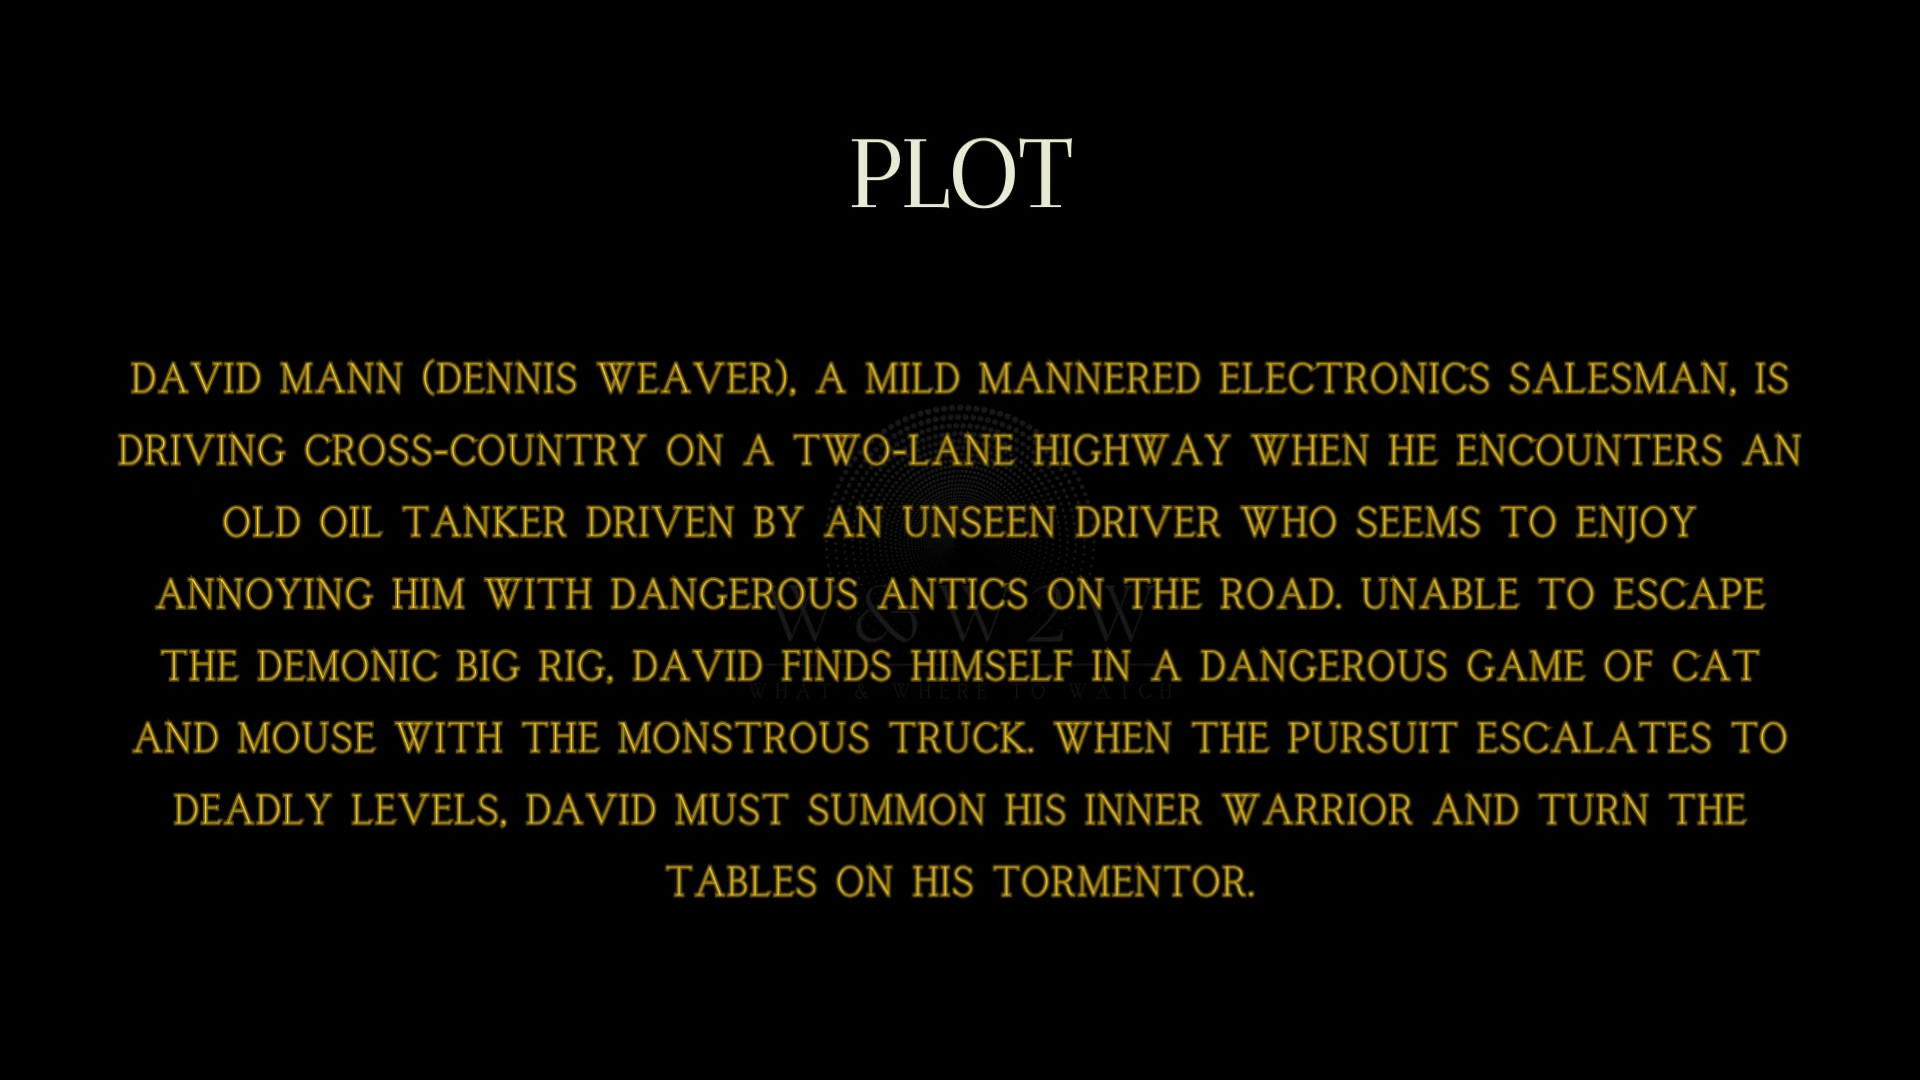 PLOT
DAVID MANN (DENNIS WEAVER), A MILD MANNERED ELECTRONICS SALESMAN, IS
DRIVING CROSS-COUNTRY ON A TWO-LANE HIGHWAY WHEN HE ENCOUNTERS AN
OLD OIL TANKER DRIVEN BY AN UNSEEN DRIVER WHO SEEMS TO ENJOY
ANNOYING HIM WITH DANGEROUS ANTICS ON THE ROAD. UNABLE TO ESCAPE
W&W2W
THE DEMONIC BIG RIG, DAVID FINDS HIMSELF IN A DANGEROUS GAME OF CAT
WHAT & WHERE TO WATCH
AND MOUSE WITH THE MONSTROUS TRUCK. WHEN THE PURSUIT ESCALATES TO
DEADLY LEVELS, DAVID MUST SUMMON HIS INNER WARRIOR AND TURN THE
TABLES ON HIS TORMENTOR.